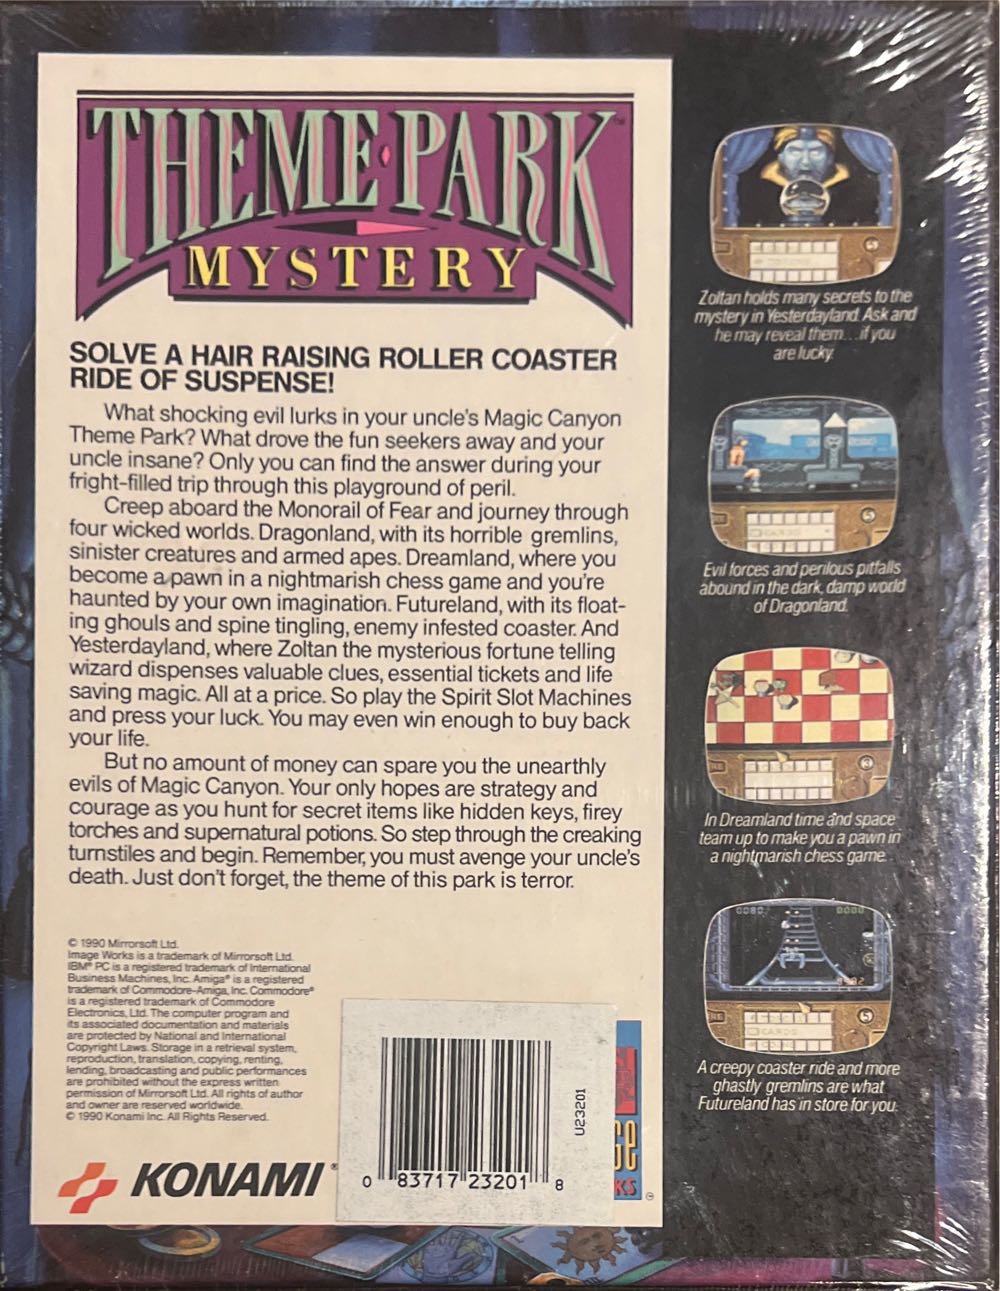 THEME·PARK™
MYSTERY
SOLVE A HAIR RAISING ROLLER COASTER
RIDE OF SUSPENSE!
What shocking evil lurks in your uncle's Magic Canyon
Theme Park? What drove the fun seekers away and your
uncle insane? Only you can find the answer during your
fright-filled trip through this playground of peril.
Creep aboard the Monorail of Fear and journey through
four wicked worlds. Dragonland, with its horrible gremlins,
sinister creatures and armed apes. Dreamland, where you
become a pawn in a nightmarish chess game and you're
haunted by your own imagination. Futureland, with its float-
ing ghouls and spine tingling, enemy infested coaster. And
Yesterdayland, where Zoltan the mysterious fortune telling
wizard dispenses valuable clues, essential tickets and life
saving magic. All at a price. So play the Spirit Slot Machines
and press your luck. You may even win enough to buy back
your life.
But no amount of money can spare you the unearthly
evils of Magic Canyon. Your only hopes are strategy and
courage as you hunt for secret items like hidden keys, firey
torches and supernatural potions. So step through the creaking
turnstiles and begin. Remember, you must avenge your uncle's
death. Just don't forget, the theme of this park is terror.
© 1990 Mirrorsoft Ltd.
Image Works is a trademark of Mirrorsoft Ltd.
IBM® PC is a registered trademark of International
Business Machines, Inc. Amiga® is a registered
trademark of Commodore-Amiga, Inc. Commodore®
is a registered trademark of Commodore
Electronics, Ltd. The computer program and
its associated documentation and materials
are protected by National and International
Copyright Laws. Storage in a retrieval system,
reproduction, translation, copying, renting,
lending, broadcasting and public performances
are prohibited without the express written
permission of Mirrorsoft Ltd. All rights of author
and owner are reserved worldwide.
© 1990 Konami Inc. All Rights Reserved.
KONAMI®
0 83717 23201 8
U23201
ge
KS
Zoltan holds many secrets to the
mystery in Yesterdayland. Ask and
he may reveal them...if you
are lucky.
Evil forces and perilous pitfalls
abound in the dark, damp world
of Dragonland.
In Dreamland time and space
team up to make you a pawn in
a nightmarish chess game.
0080
0000
CARDS
A creepy coaster ride and more
ghastly gremlins are what
Futureland has in store for you.